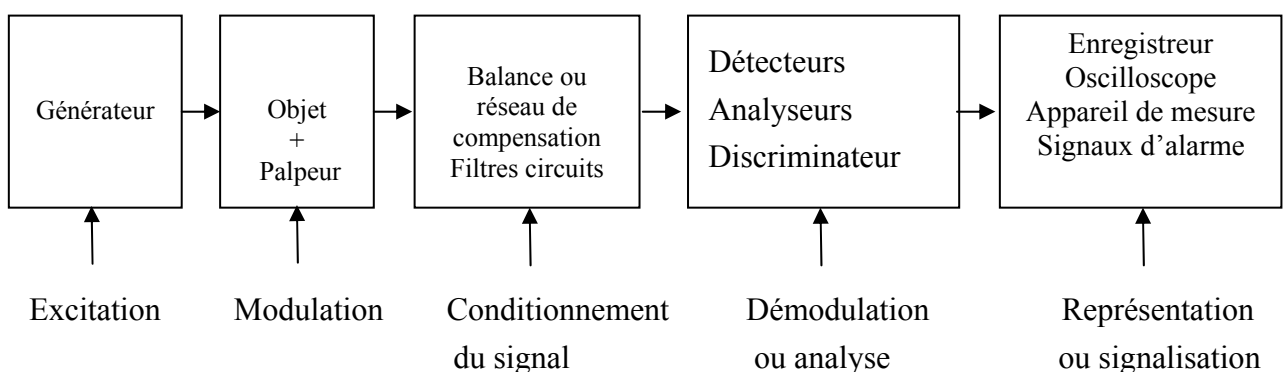 Générateur
Objet
+
Palpeur
Balance ou
réseau de
compensation
Filtres circuits
Détecteurs
Analyseurs
Discriminateur
Enregistreur
Oscilloscope
Appareil de mesure
Signaux d’alarme
Excitation
Modulation
Conditionnement
du signal
Démodulation
ou analyse
Représentation
ou signalisation